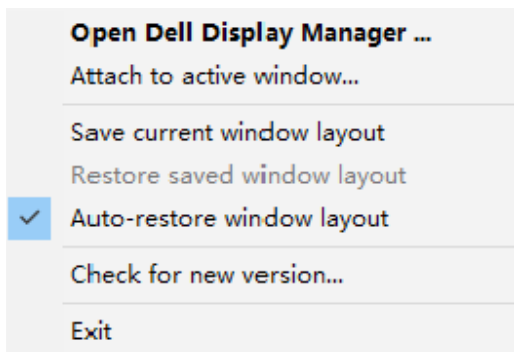 Open Dell Display Manager ...
Attach to active window...
Save current window layout
Restore saved window layout
Auto-restore window layout
Check for new version...
Exit